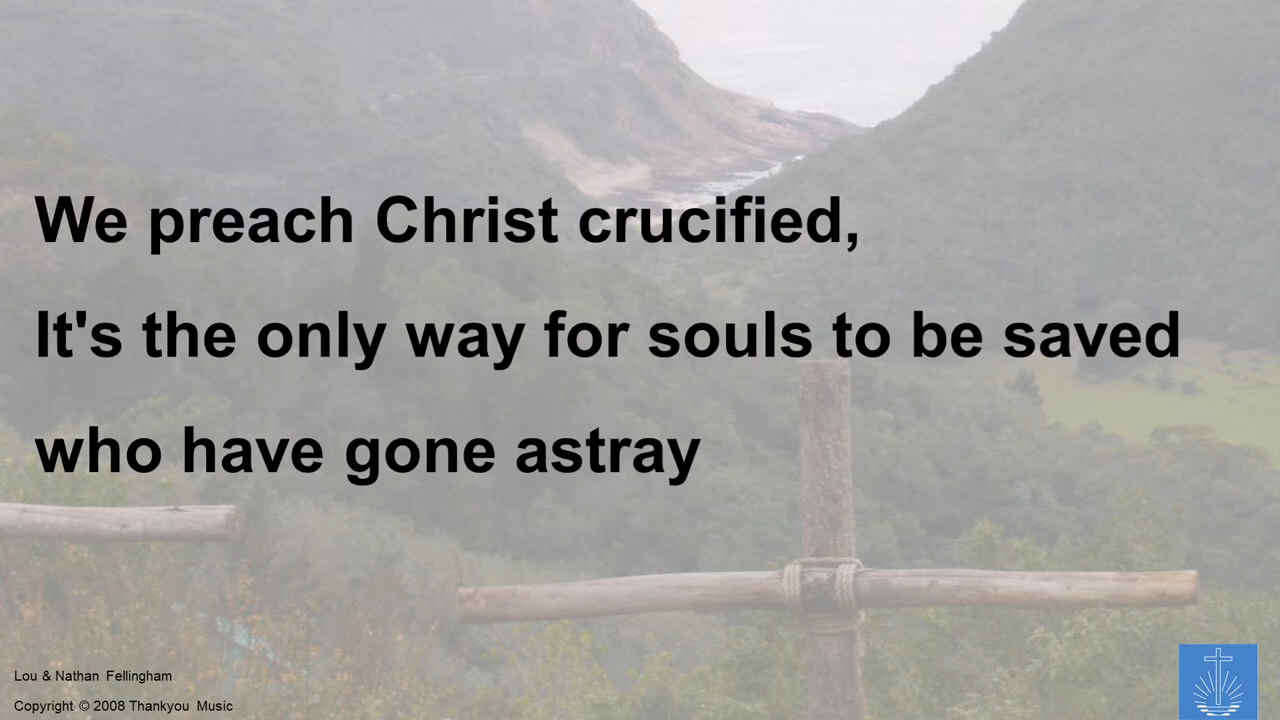 We preach Christ crucified,
It's the only way for souls to be saved
who have gone astray
Lou & Nathan Fellingham
Copyright © 2008 Thankyou Music